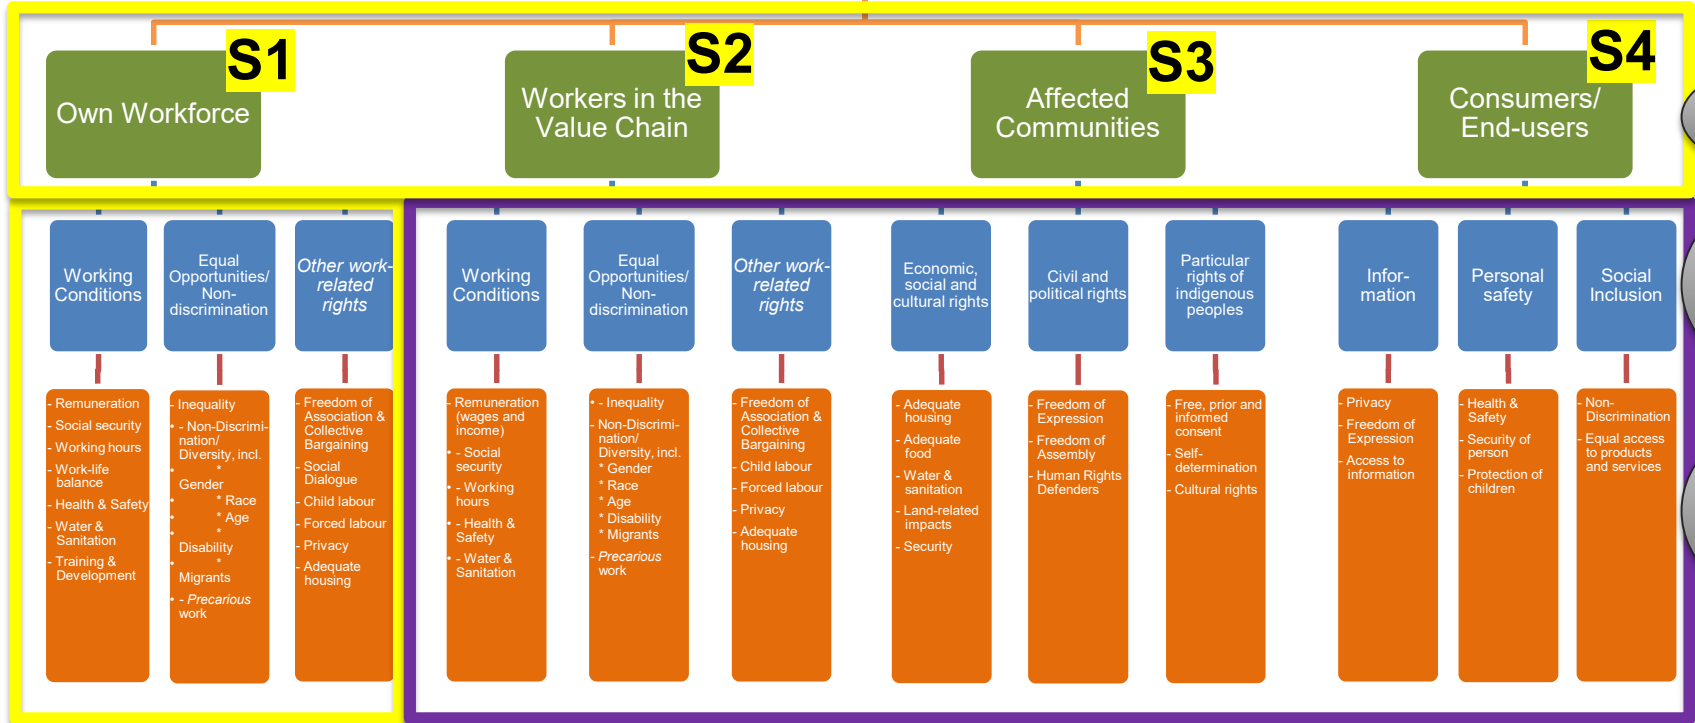 S1
Own Workforce
S2
Workers in the
Value Chain
S3
Affected
Communities
S4
Consumers/
End-users
Working
Conditions
Equal
Opportunities/
Non-
discrimination
Other work-
related
rights
Working
Conditions
Equal
Opportunities/
Non-
discrimination
Other work-
related
rights
Economic,
social and
cultural rights
Civil and
political rights
Particular
rights of
indigenous
peoples
Infor-
mation
Personal
safety
Social
Inclusion
- Remuneration
- Social security
- Working hours
- Work-life
balance
- Health & Safety
- Water &
Sanitation
- Training &
Development
- Inequality
• - Non-Discrimi-
nation/
Diversity, incl.
• *
Gender
• * Race
• * Age
• *
Disability
• *
Migrants
• - Precarious
work
- Freedom of
Association &
Collective
Bargaining
- Social
Dialogue
- Child labour
- Forced labour
- Privacy
- Adequate
housing
- Remuneration
(wages and
income)
• - Social
security
• - Working
hours
• - Health &
Safety
• - Water &
Sanitation
• - Inequality
- Non-Discrimi-
nation/
Diversity, incl.
* Gender
* Race
* Age
* Disability
* Migrants
- Precarious
work
- Freedom of
Association &
Collective
Bargaining
- Child labour
- Forced labour
- Privacy
- Adequate
housing
- Adequate
housing
- Adequate
food
- Water &
sanitation
- Land-related
impacts
- Security
- Freedom of
Expression
- Freedom of
Assembly
- Human Rights
Defenders
- Free, prior and
informed
consent
- Self-
determination
- Cultural rights
- Privacy
- Freedom of
Expression
- Access to
information
- Health &
Safety
- Security of
person
- Protection of
children
- Non-
Discrimination
- Equal access
to products
and services